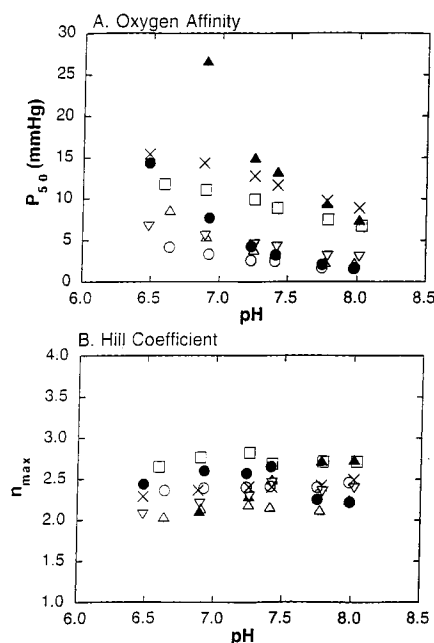 A. Oxygen Affinity
30
25
20
15
10
5
0
P50 (mmHg)
6.0 6.5 7.0 7.5 8.0 8.5
pH
B. Hill Coefficient
4.0
3.5
3.0
2.5
2.0
1.5
1.0
nmax
6.0 6.5 7.0 7.5 8.0 8.5
pH